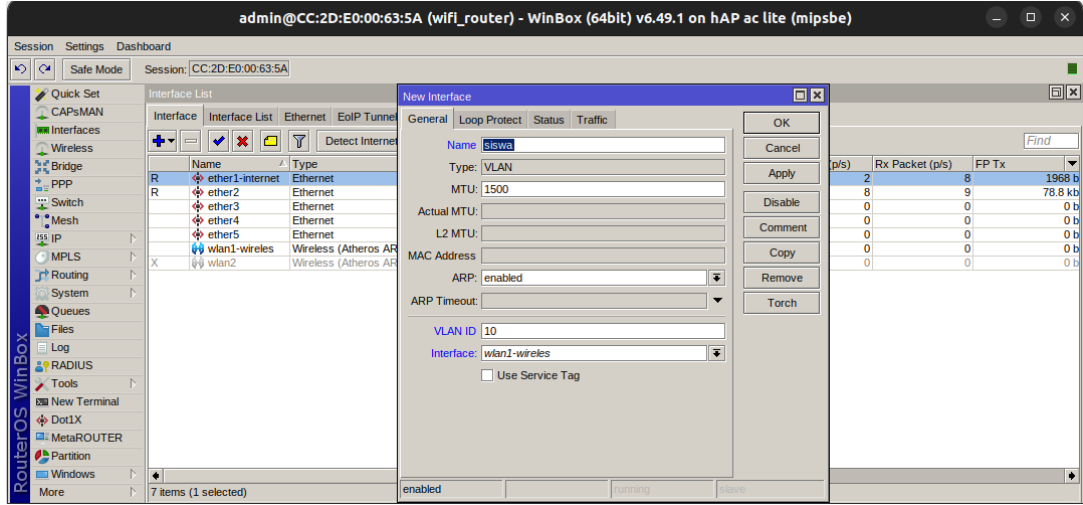 admin@CC:2D:E0:00:63:5A (wifi_router) - WinBox (64bit) v6.49.1 on hAP ac lite (mipsbe)
Session Settings Dashboard
Safe Mode Session: CC:2D:E0:00:63:5A
RouterOS WinBox
Quick Set
CAPsMAN
Interfaces
Wireless
Bridge
PPP
Switch
Mesh
IP
MPLS
Routing
System
Queues
Files
Log
RADIUS
Tools
New Terminal
Dot1X
MetaROUTER
Partition
Windows
More
Interface List
Interface Interface List Ethernet EoIP Tunnel
Detect Internet Find
Name Type (p/s) Rx Packet (p/s) FP Tx
R ether1-internet Ethernet 2 8 1968 b
R ether2 Ethernet 8 9 78.8 kb
ether3 Ethernet 0 0 0 b
ether4 Ethernet 0 0 0 b
ether5 Ethernet 0 0 0 b
wlan1-wireles Wireless (Atheros AR 0 0 0 b
X wlan2 Wireless (Atheros AR 0 0 0 b
7 items (1 selected)
New Interface
General Loop Protect Status Traffic
Name siswa
Type: VLAN
MTU: 1500
Actual MTU:
L2 MTU:
MAC Address
ARP: enabled
ARP Timeout:
VLAN ID 10
Interface: wlan1-wireles
Use Service Tag
OK
Cancel
Apply
Disable
Comment
Copy
Remove
Torch
enabled running slave